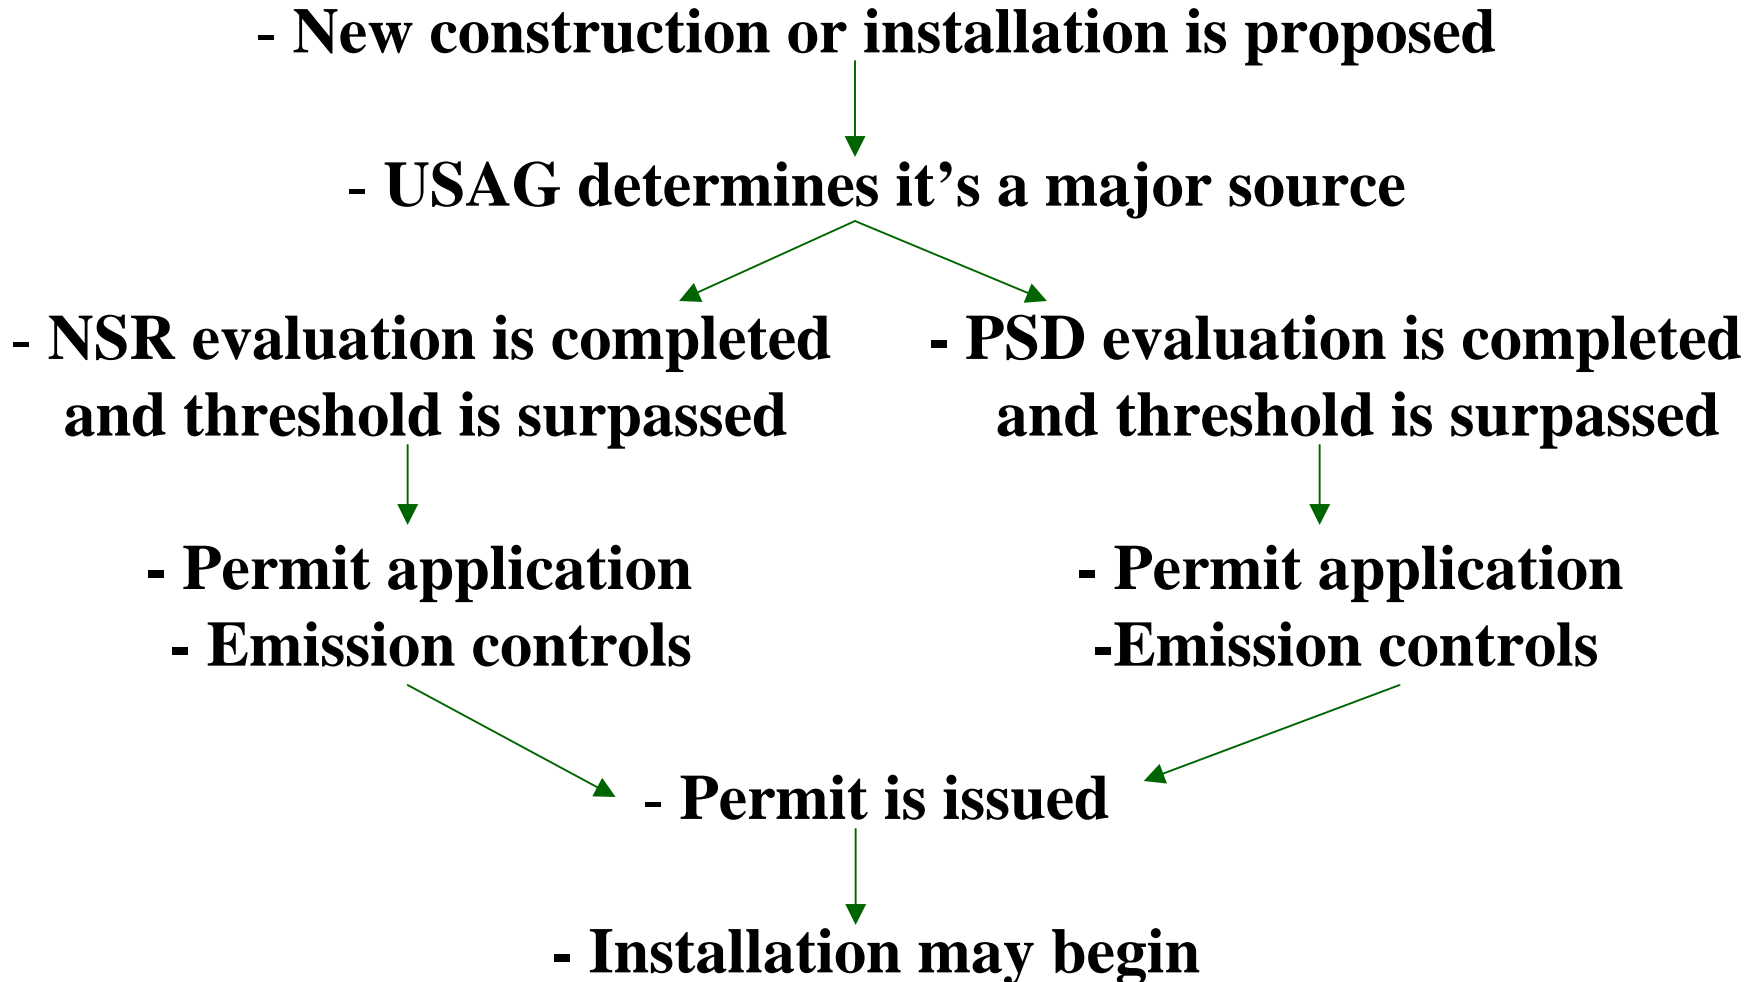 - New construction or installation is proposed
- USAG determines it’s a major source
- NSR evaluation is completed
and threshold is surpassed
- PSD evaluation is completed
and threshold is surpassed
- Permit application
- Emission controls
- Permit application
-Emission controls
- Permit is issued
- Installation may begin